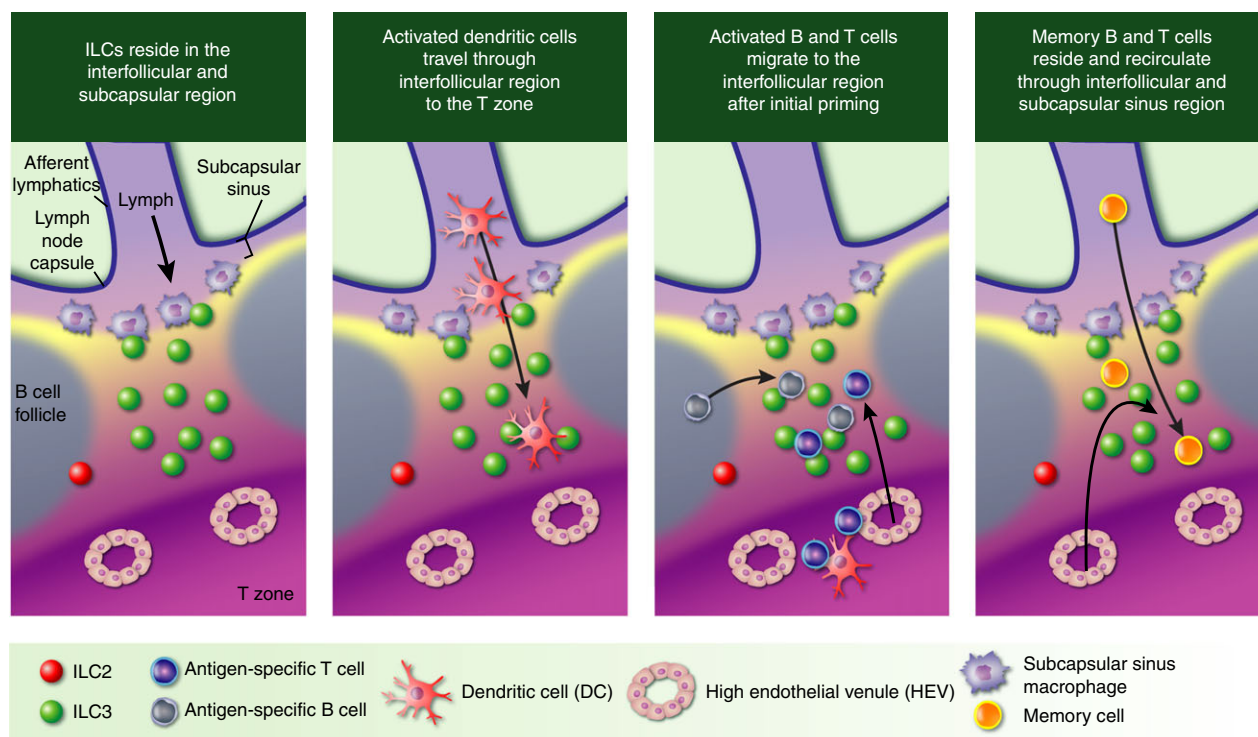 ILCs reside in the
interfollicular and
subcapsular region
Activated dendritic cells
travel through
interfollicular region
to the T zone
Activated B and T cells
migrate to the
interfollicular region
after initial priming
Memory B and T cells
reside and recirculate
through interfollicular and
subcapsular sinus region
Afferent
lymphatics
Lymph
Subcapsular
sinus
Lymph
node
capsule
B cell
follicle
T zone
ILC2
ILC3
Antigen-specific T cell
Antigen-specific B cell
Dendritic cell (DC)
High endothelial venule (HEV)
Subcapsular sinus
macrophage
Memory cell